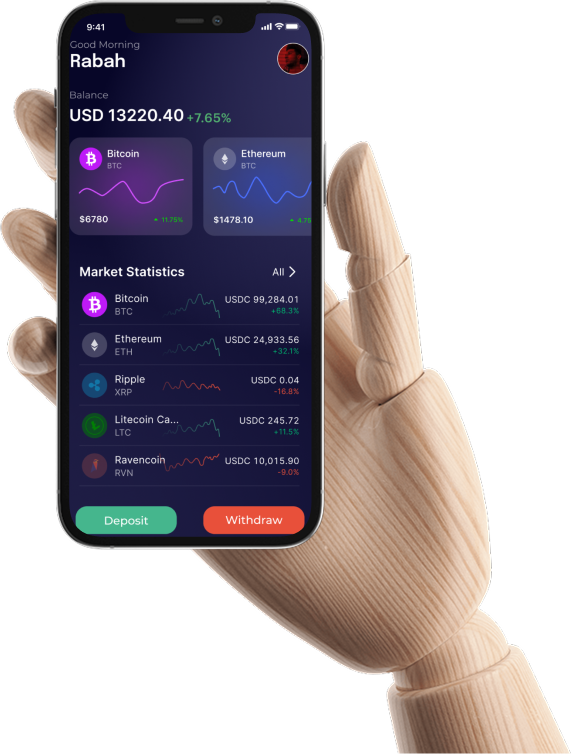 9:41
Good Morning
Rabah
Balance
USD 13220.40 +7.65%
Bitcoin
BTC
$6780
11.75%
Ethereum
BTC
$1478.10
Market Statistics
All
Bitcoin
BTC
USDC 99,284.01
+68.3%
Ethereum
ETH
USDC 24,933.56
+32.1%
Ripple
XRP
USDC 0.04
-16.8%
Litecoin Ca...
LTC
USDC 245.72
+11.5%
Ravencoin
RVN
USDC 10,015.90
-9.0%
Deposit
Withdraw